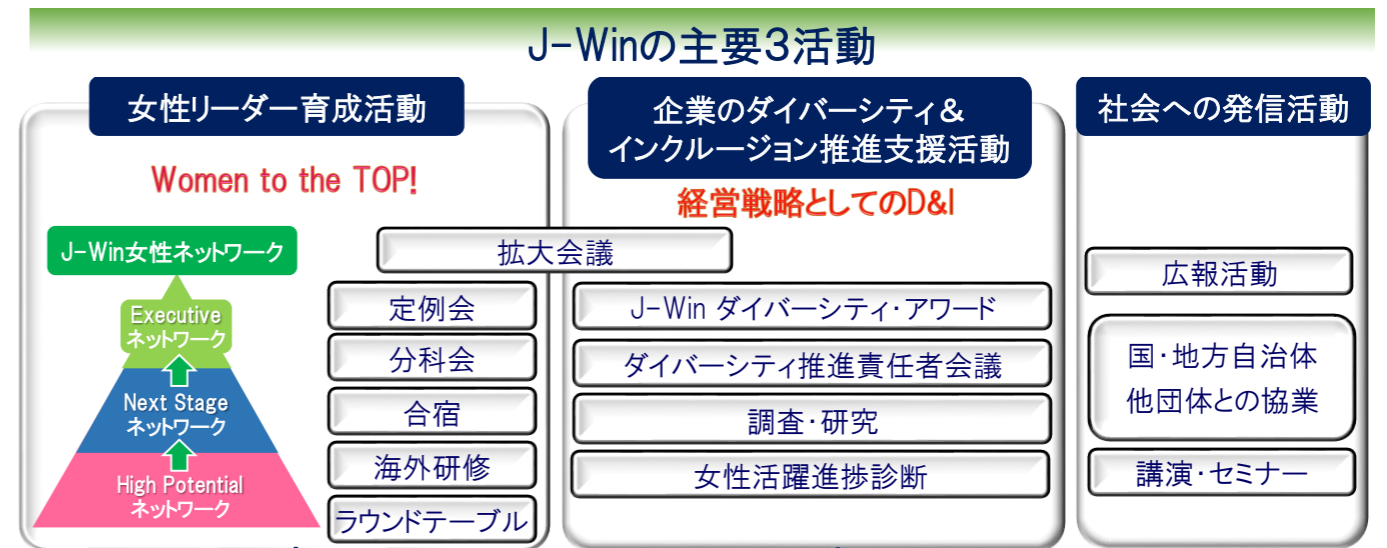 J-Winの主要3活動
女性リーダー育成活動
Women to the TOP!
J-Win女性ネットワーク
Executive
ネットワーク
Next Stage
ネットワーク
High Potential
ネットワーク
拡大会議
定例会
分科会
合宿
海外研修
ラウンドテーブル
企業のダイバーシティ&
インクルージョン推進支援活動
経営戦略としてのD&I
J-Win ダイバーシティ・アワード
ダイバーシティ推進責任者会議
調査・研究
女性活躍進捗診断
社会への発信活動
広報活動
国・地方自治体
他団体との協業
講演・セミナー